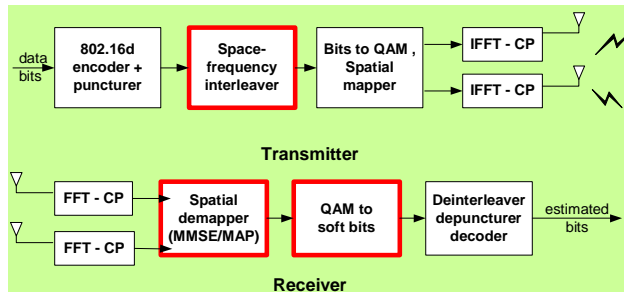 data
bits
802.16d
encoder +
puncturer
Space-
frequency
interleaver
Bits to QAM ,
Spatial
mapper
IFFT - CP
IFFT - CP
Transmitter
FFT - CP
FFT - CP
Spatial
demapper
(MMSE/MAP)
QAM to
soft bits
Deinterleaver
depuncturer
decoder
estimated
bits
Receiver